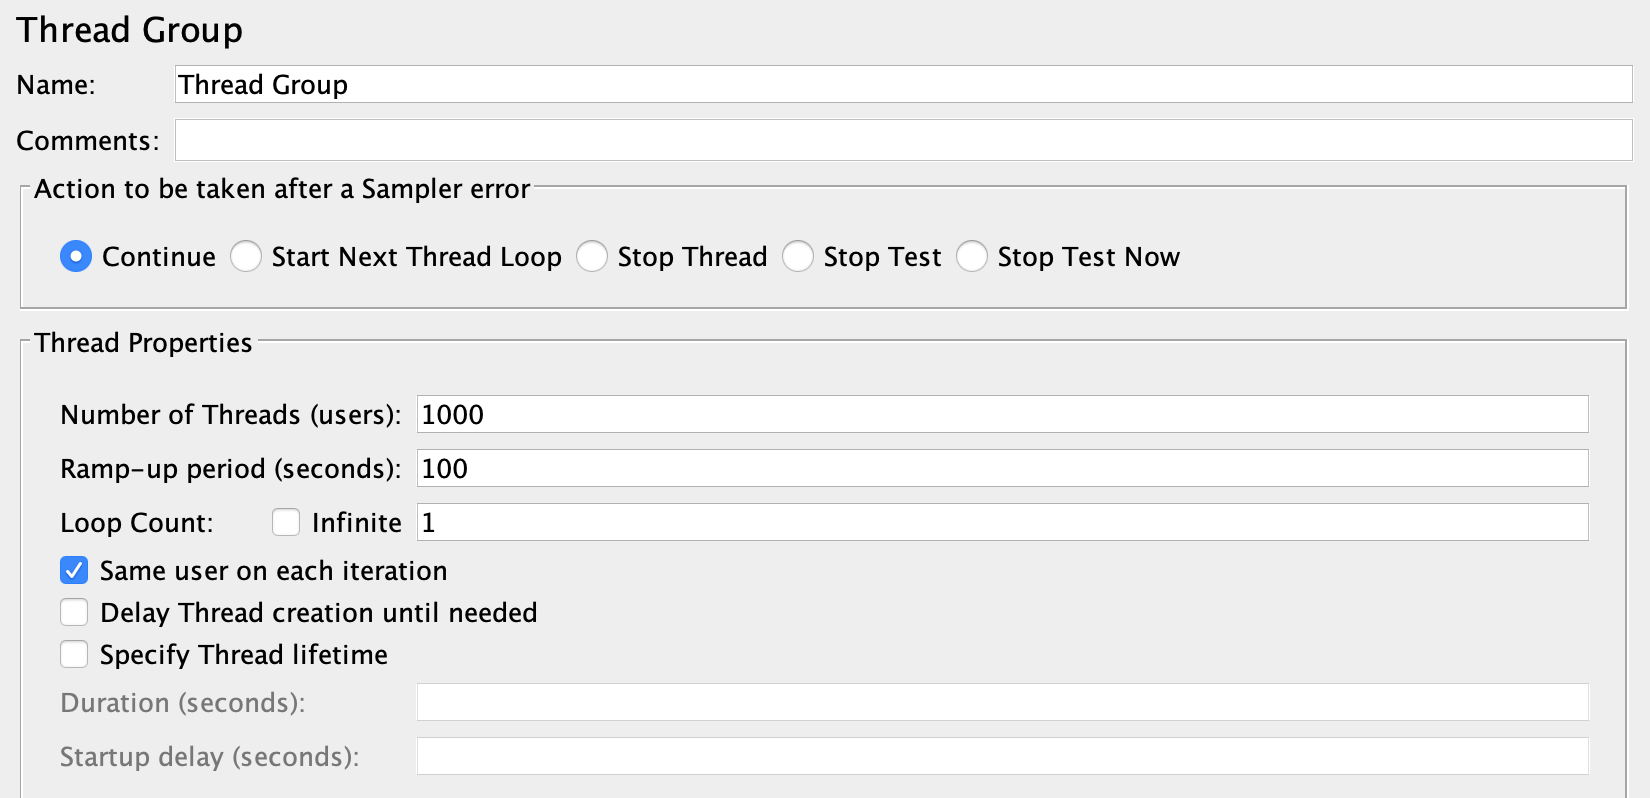 Thread Group
Name: Thread Group
Comments:
Action to be taken after a Sampler error
Continue Start Next Thread Loop Stop Thread Stop Test Stop Test Now
Thread Properties
Number of Threads (users): 1000
Ramp-up period (seconds): 100
Loop Count: Infinite 1
Same user on each iteration
Delay Thread creation until needed
Specify Thread lifetime
Duration (seconds):
Startup delay (seconds):